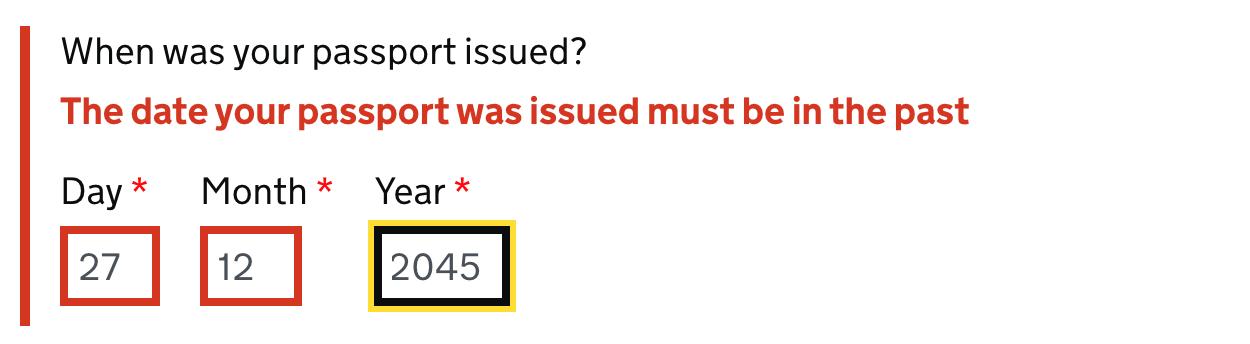 When was your passport issued?
The date your passport was issued must be in the past
Day * Month * Year *
27 12 2045